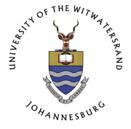 UNIVERSITY OF THE WITWATERSRAND
JOHANNESBURG